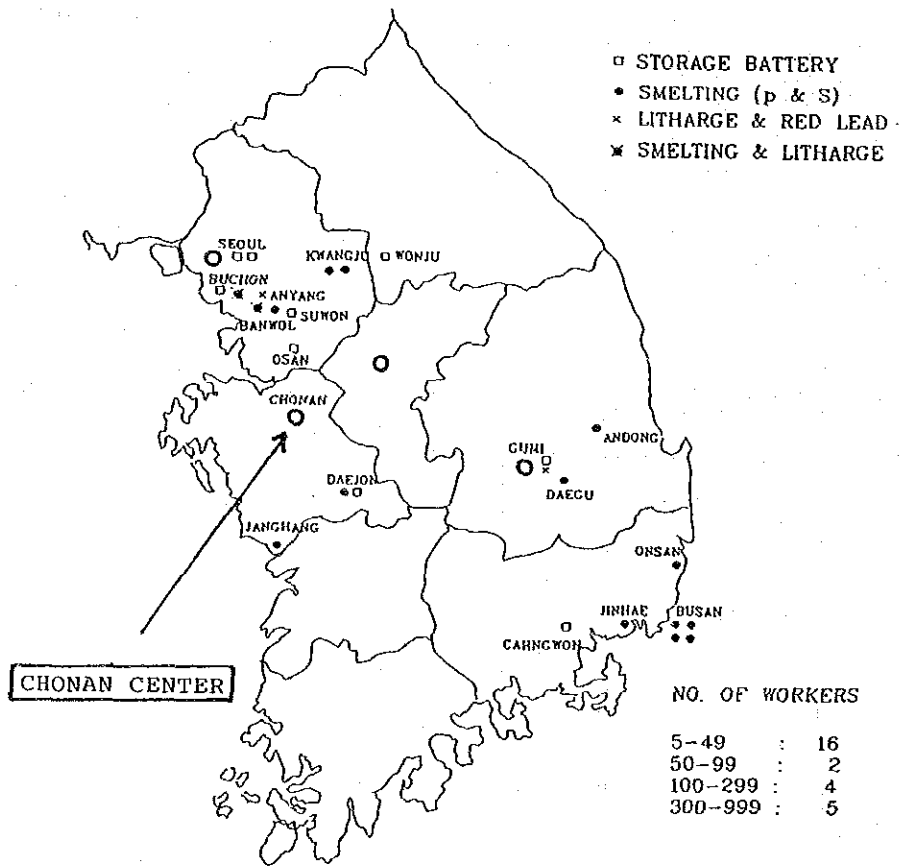 □ STORAGE BATTERY
• SMELTING (p & S)
× LITHARGE & RED LEAD
SMELTING & LITHARGE
SEOUL
KWANGJU
WONJU
BUCHON
ANYANG
SUWON
BANWOL
OSAN
CHONAN
ANDONG
GUMI
DAEGU
DAEJON
JANGHANG
ONSAN
JINHAE
BUSAN
CAHNGWON
CHONAN CENTER
NO. OF WORKERS
5-49 : 16
50-99 : 2
100-299 : 4
300-999 : 5